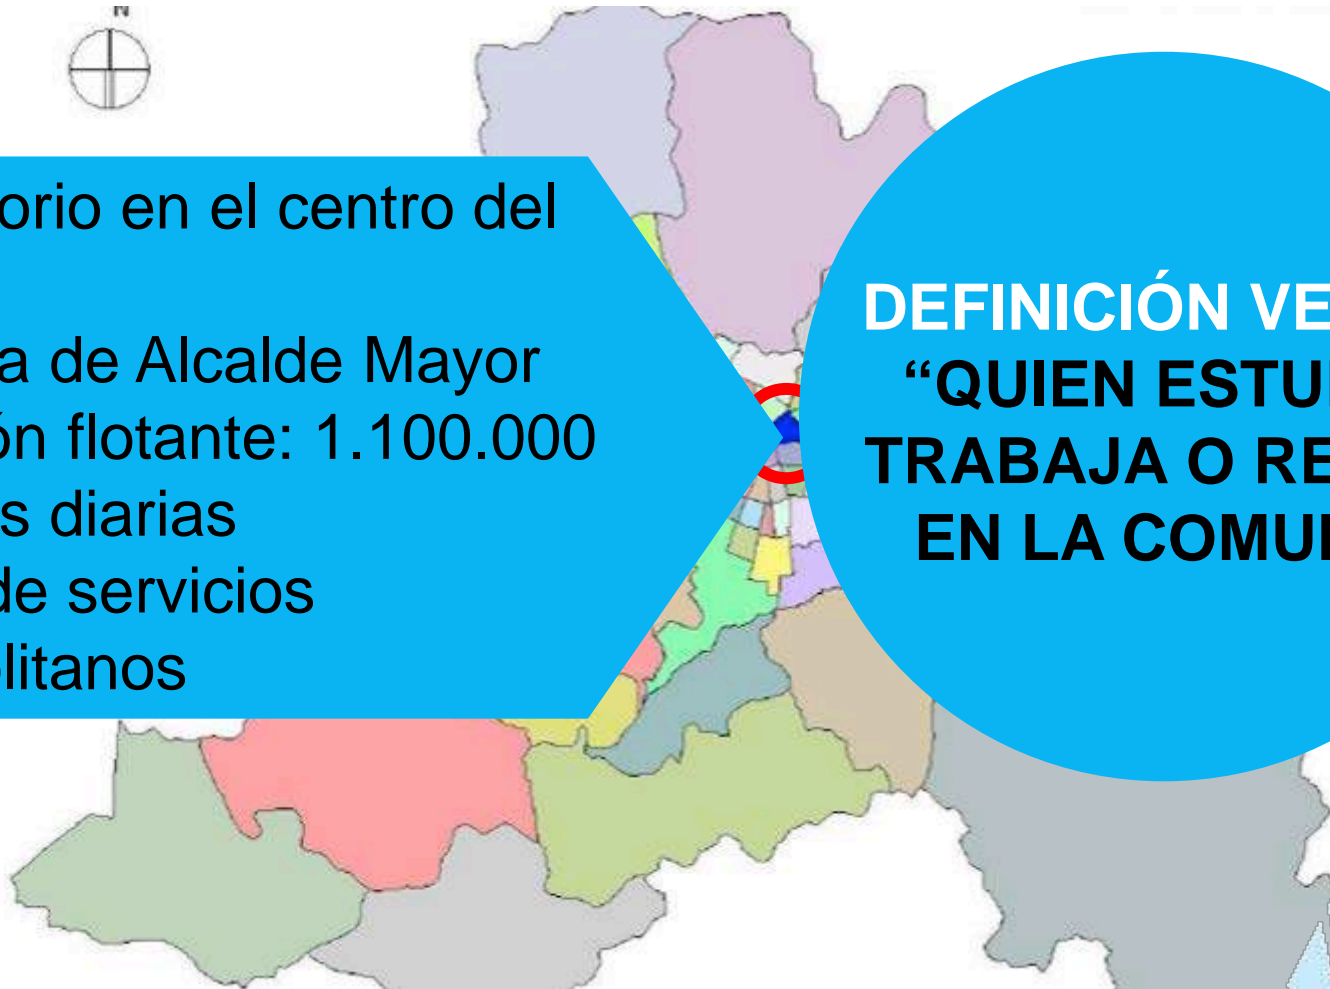 N
orio en el centro del
a de Alcalde Mayor
ón flotante: 1.100.000
s diarias
de servicios
litanos
DEFINICIÓN VE
“QUIEN ESTU
TRABAJA O RE
EN LA COMU